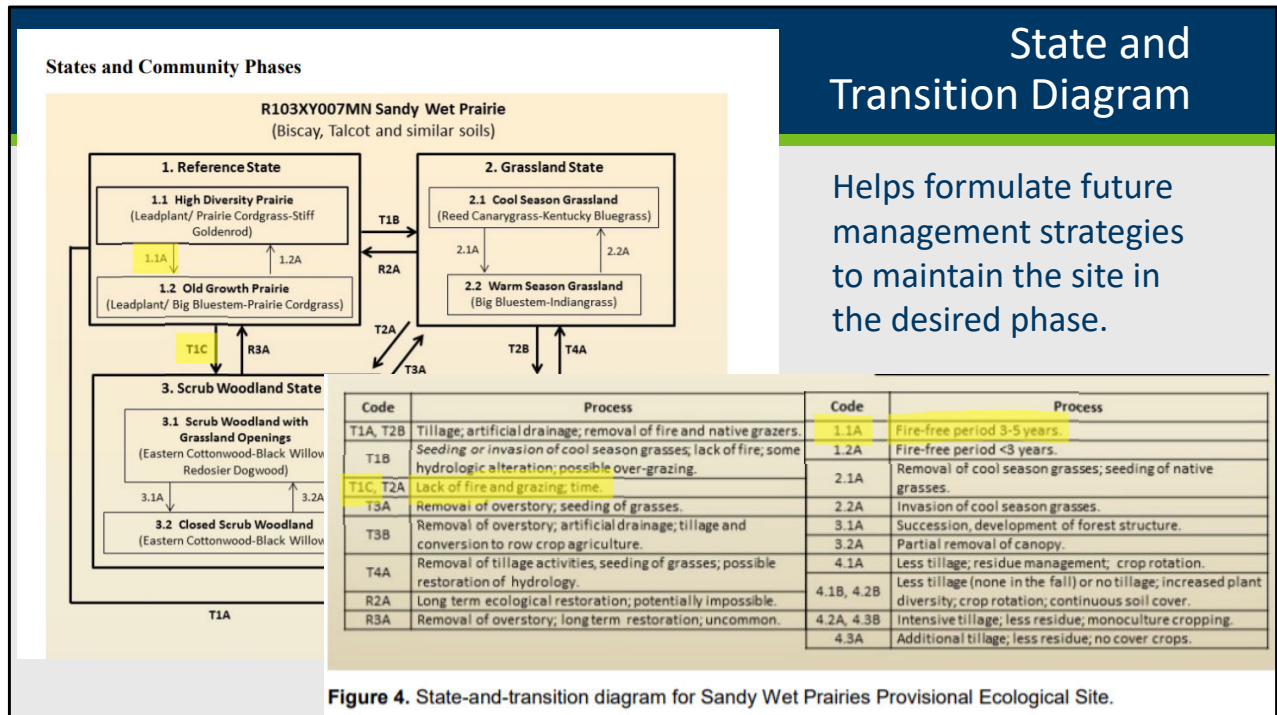 State and
Transition Diagram
Helps formulate future
management strategies
to maintain the site in
the desired phase.
States and Community Phases
R103XY007MN Sandy Wet Prairie
(Biscay, Talcot and similar soils)
1. Reference State
1.1 High Diversity Prairie
(Leadplant/ Prairie Cordgrass-Stiff
Goldenrod)
1.1A
1.2A
1.2 Old Growth Prairie
(Leadplant/ Big Bluestem-Prairie Cordgrass)
T1B
R2A
2. Grassland State
2.1 Cool Season Grassland
(Reed Canarygrass-Kentucky Bluegrass)
2.1A
2.2A
2.2 Warm Season Grassland
(Big Bluestem-Indiangrass)
T1C
R3A
T2A
T3A
T2B
T4A
3. Scrub Woodland State
3.1 Scrub Woodland with
Grassland Openings
(Eastern Cottonwood-Black Willow
Redosier Dogwood)
3.1A
3.2A
3.2 Closed Scrub Woodland
(Eastern Cottonwood-Black Willow
T1A
Code Process
T1A, T2B Tillage; artificial drainage; removal of fire and native grazers.
T1B Seeding or invasion of cool season grasses; lack of fire; some
hydrologic alteration; possible over-grazing.
T1C, T2A Lack of fire and grazing; time.
T3A Removal of overstory; seeding of grasses.
T3B Removal of overstory; artificial drainage; tillage and
conversion to row crop agriculture.
T4A Removal of tillage activities, seeding of grasses; possible
restoration of hydrology.
R2A Long term ecological restoration; potentially impossible.
R3A Removal of overstory; long term restoration; uncommon.
Code Process
1.1A Fire-free period 3-5 years.
1.2A Fire-free period <3 years.
2.1A Removal of cool season grasses; seeding of native
grasses.
2.2A Invasion of cool season grasses.
3.1A Succession, development of forest structure.
3.2A Partial removal of canopy.
4.1A Less tillage; residue management; crop rotation.
4.1B, 4.2B Less tillage (none in the fall) or no tillage; increased plant
diversity; crop rotation; continuous soil cover.
4.2A, 4.3B Intensive tillage; less residue; monoculture cropping.
4.3A Additional tillage; less residue; no cover crops.
Figure 4. State-and-transition diagram for Sandy Wet Prairies Provisional Ecological Site.